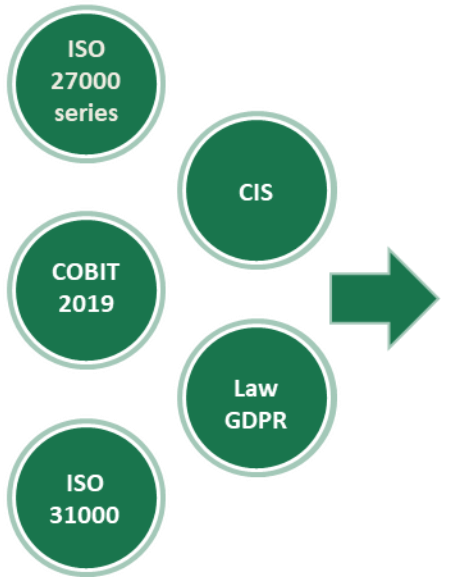 ISO
27000
series
CIS
COBIT
2019
Law
GDPR
ISO
31000